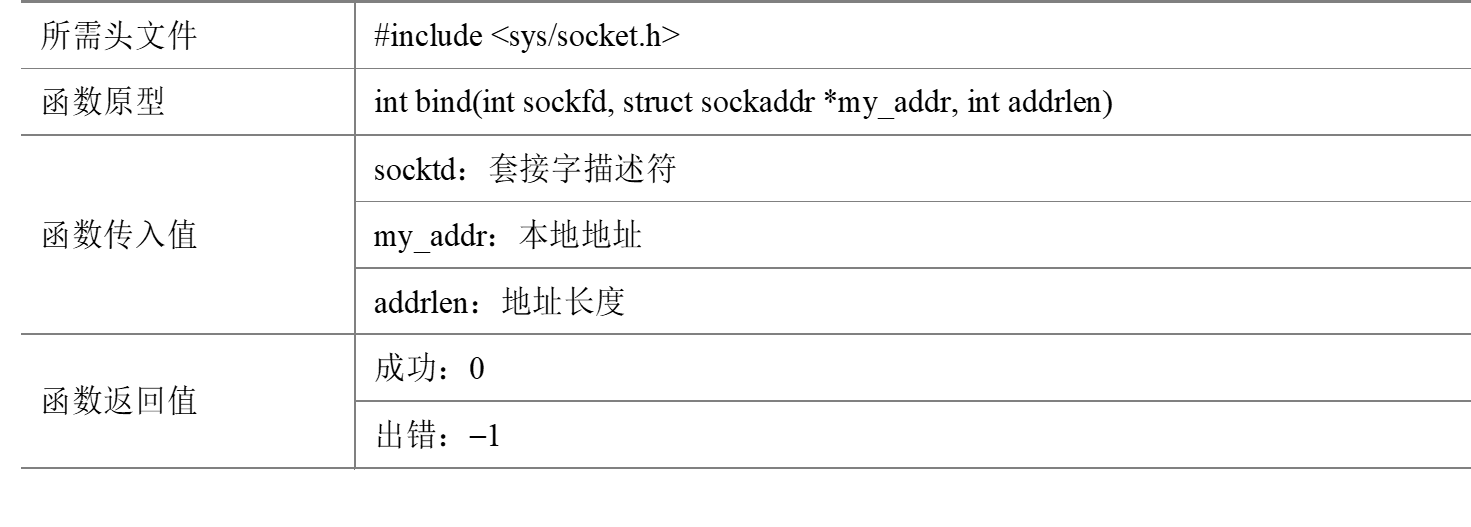 所需头文件
#include <sys/socket.h>
函数原型
int bind(int sockfd, struct sockaddr *my_addr, int addrlen)
函数传入值
socktd：套接字描述符
my_addr：本地地址
addrlen：地址长度
函数返回值
成功：0
出错：–1